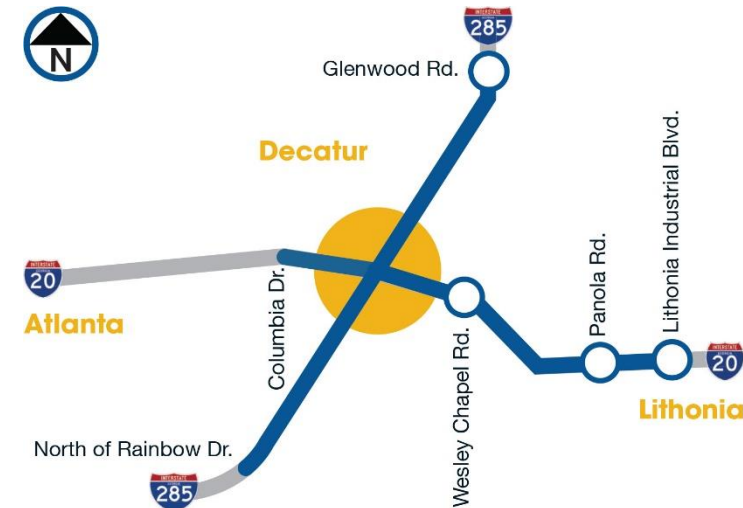 N
INTERSTATE
285
Glenwood Rd.
Decatur
Columbia Dr.
Wesley Chapel Rd.
Panola Rd.
Lithonia Industrial Blvd.
INTERSTATE
20
Atlanta
INTERSTATE
20
Lithonia
North of Rainbow Dr.
INTERSTATE
285